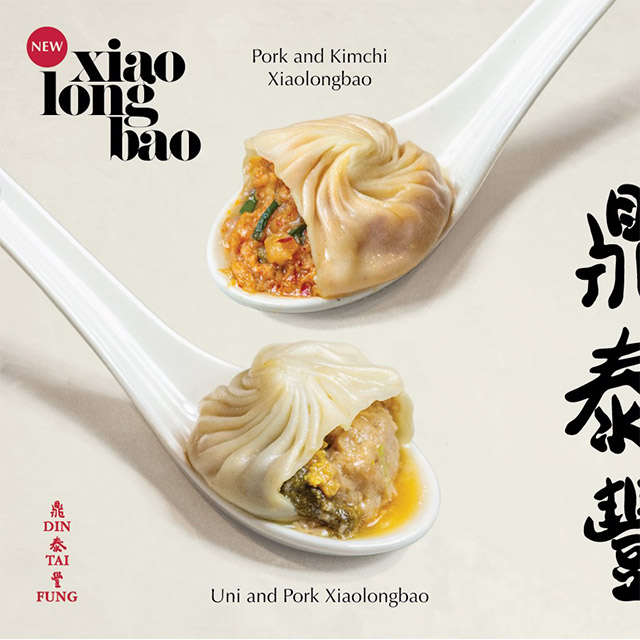 NEW
xiao
long
bao
Pork and Kimchi
Xiaolongbao
鼎
泰
豐
Uni and Pork Xiaolongbao
鼎
DIN
泰
TAI
豐
FUNG